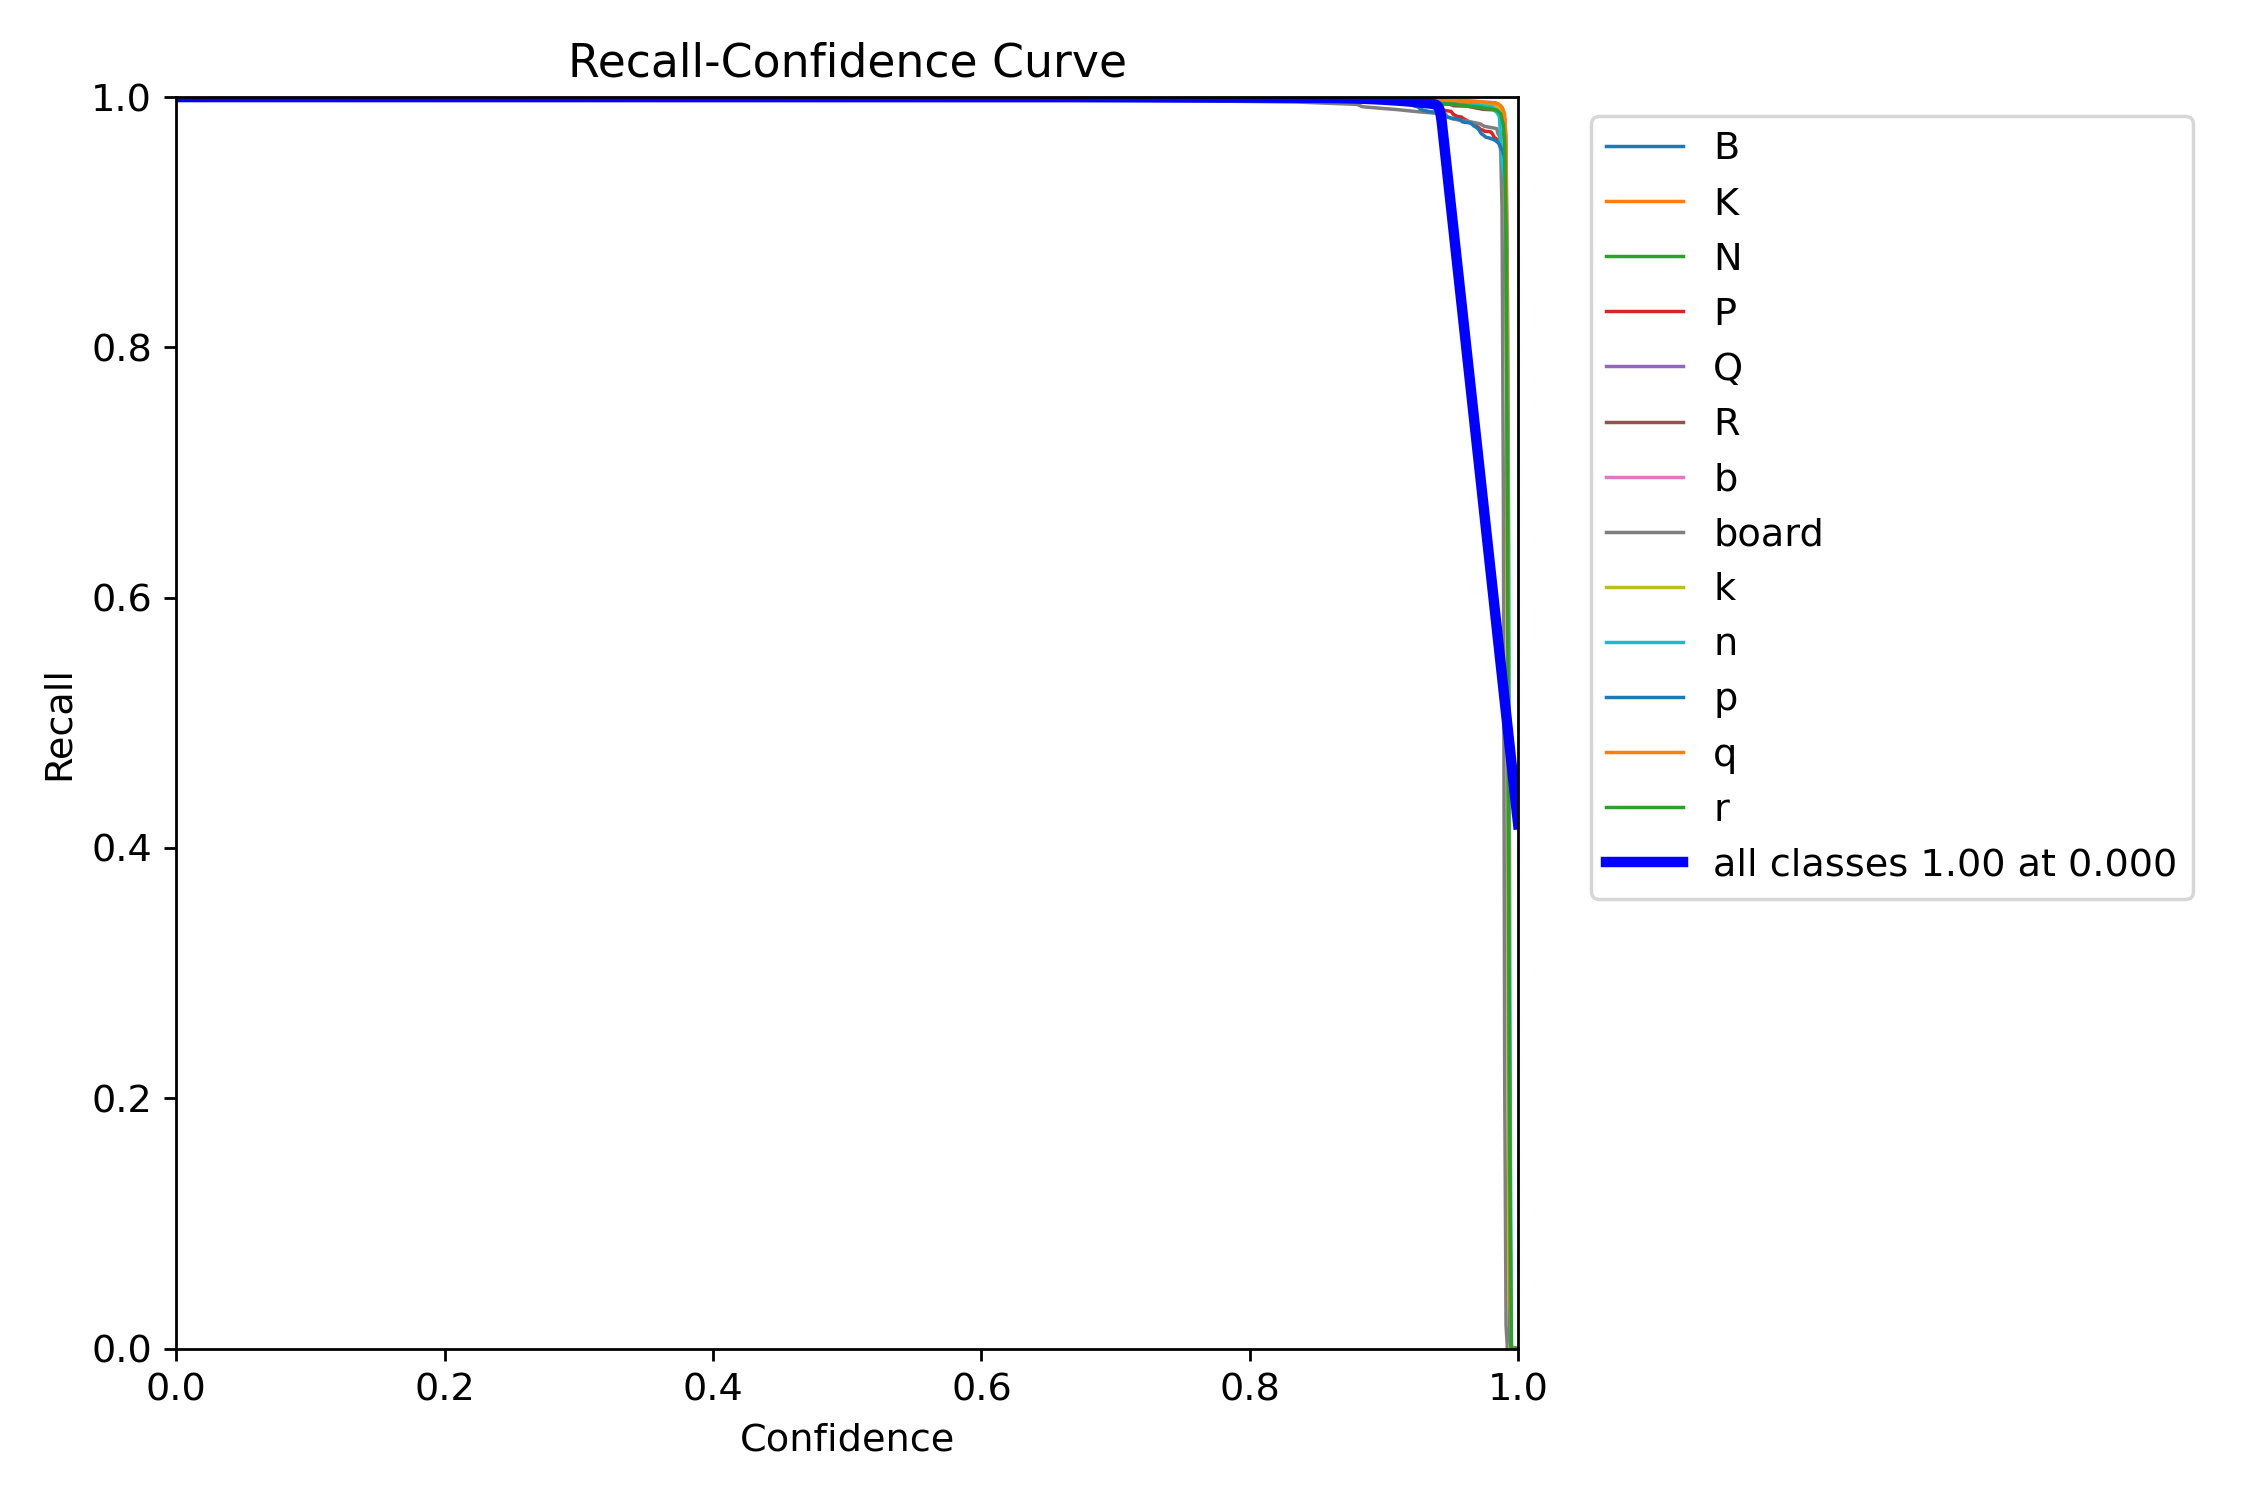 Recall-Confidence Curve
1.0
0.8
0.6
0.4
0.2
0.0
Recall
0.0 0.2 0.4 0.6 0.8 1.0
Confidence
B
K
N
P
Q
R
b
board
k
n
p
q
r
all classes 1.00 at 0.000